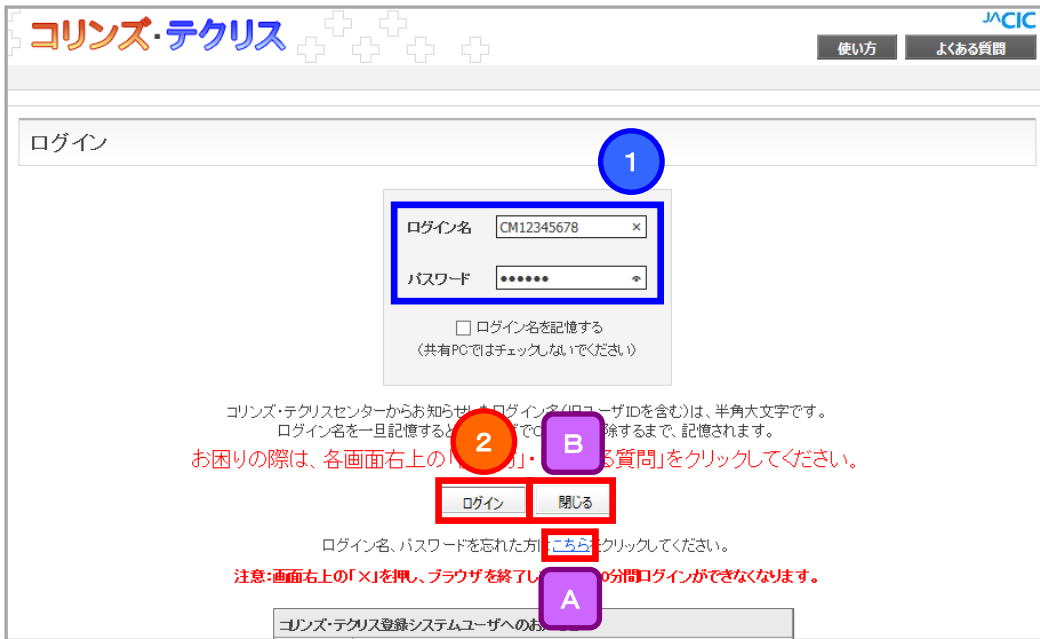 コリンズ・テクリス
JACIC
使い方 よくある質問
ログイン
1
ログイン名 CM12345678 ×
パスワード ●●●●●●
ログイン名を記憶する
(共有PCではチェックしないでください)
コリンズ・テクリスセンターからお知らせしたログイン名(旧ユーザIDを含む)は、半角大文字です。
ログイン名を一旦記憶すると 除するまで、記憶されます。
2 B
お困りの際は、各画面右上の「 」・ る質問」をクリックしてください。
ログイン 閉じる
ログイン名、パスワードを忘れた方はこちらをクリックしてください。
注意:画面右上の「×」を押し、ブラウザを終了し 0分間ログインができなくなります。
A
コリンズ・テクリス登録システムユーザへのお